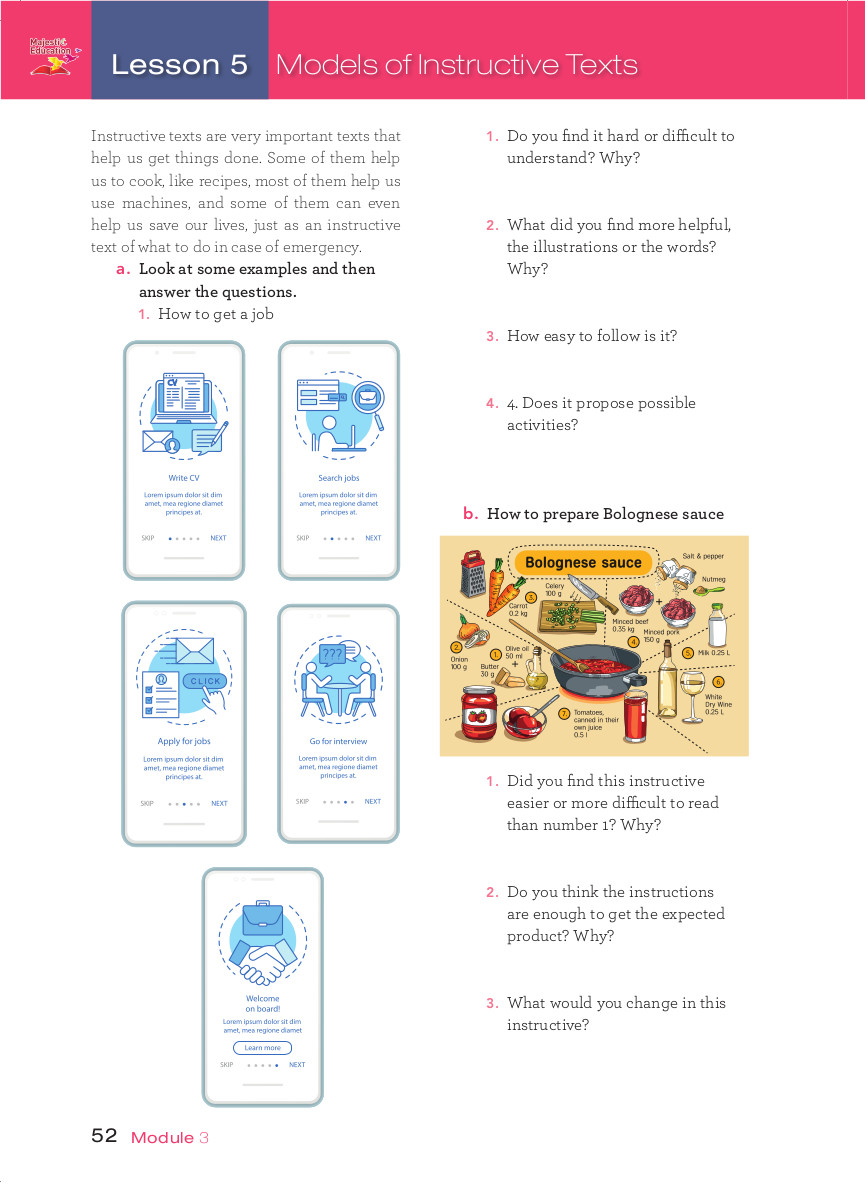 Majestic
Education
Lesson 5
Models of Instructive Texts
Instructive texts are very important texts that
help us get things done. Some of them help
us to cook, like recipes, most of them help us
use machines, and some of them can even
help us save our lives, just as an instructive
text of what to do in case of emergency.
a. Look at some examples and then
answer the questions.
1. How to get a job
CV
Write CV
Lorem ipsum dolor sit dim
amet, mea regione diamet
principes at.
SKIP NEXT
Search jobs
Lorem ipsum dolor sit dim
amet, mea regione diamet
principes at.
SKIP NEXT
CLICK
Apply for jobs
Lorem ipsum dolor sit dim
amet, mea regione diamet
principes at.
SKIP NEXT
???
Go for interview
Lorem ipsum dolor sit dim
amet, mea regione diamet
principes at.
SKIP NEXT
Welcome
on board!
Lorem ipsum dolor sit dim
amet, mea regione diamet
Learn more
SKIP NEXT
1. Do you find it hard or difficult to
understand? Why?
2. What did you find more helpful,
the illustrations or the words?
Why?
3. How easy to follow is it?
4. 4. Does it propose possible
activities?
b. How to prepare Bolognese sauce
Bolognese sauce
Salt & pepper
Nutmeg
Celery
100 g
3.
Carrot
0.2 kg
Minced beef
0.35 kg
+
Minced pork
150 g
4.
5. Milk 0.25 L
2.
Onion
100 g
1.
Olive oil
50 ml
+
Butter
30 g
6.
White
Dry Wine
0.25 L
7. Tomatoes,
canned in their
own juice
0.5 l
1. Did you find this instructive
easier or more difficult to read
than number 1? Why?
2. Do you think the instructions
are enough to get the expected
product? Why?
3. What would you change in this
instructive?
52 Module 3